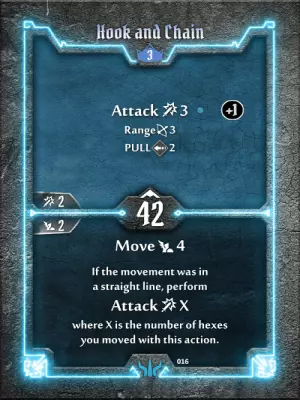 Hook and Chain
3
Attack 3
+1
Range 3
PULL 2
2
42
2
Move 4
If the movement was in
a straight line, perform
Attack X
where X is the number of hexes
you moved with this action.
016